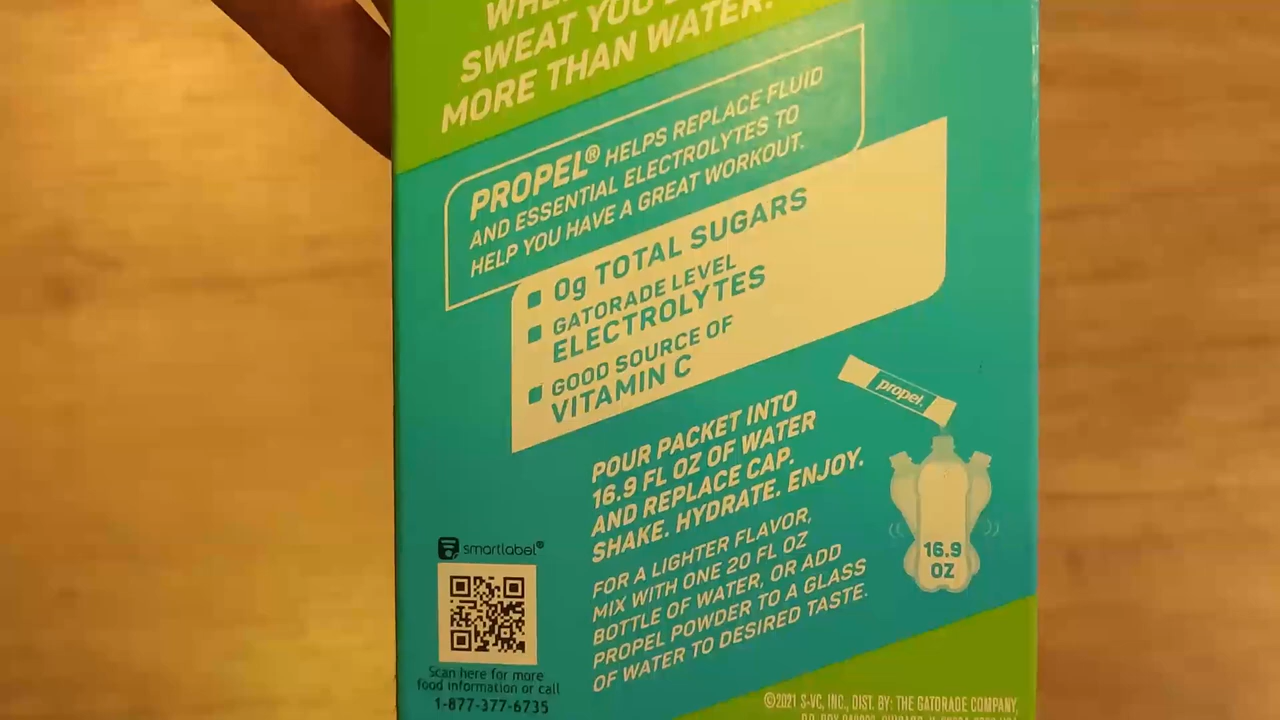 SWEAT YOU
MORE THAN WATER.
PROPEL® HELPS REPLACE FLUID
AND ESSENTIAL ELECTROLYTES TO
HELP YOU HAVE A GREAT WORKOUT.
0g TOTAL SUGARS
GATORADE LEVEL
ELECTROLYTES
GOOD SOURCE OF
VITAMIN C
propel
POUR PACKET INTO
16.9 FL OZ OF WATER
AND REPLACE CAP.
SHAKE. HYDRATE. ENJOY.
16.9
OZ
FOR A LIGHTER FLAVOR,
MIX WITH ONE 20 FL OZ
BOTTLE OF WATER, OR ADD
PROPEL POWDER TO A GLASS
OF WATER TO DESIRED TASTE.
smartlabel®
Scan here for more
food information or call
1-877-377-6735
©2021 S-VC, INC., DIST. BY: THE GATORADE COMPANY,